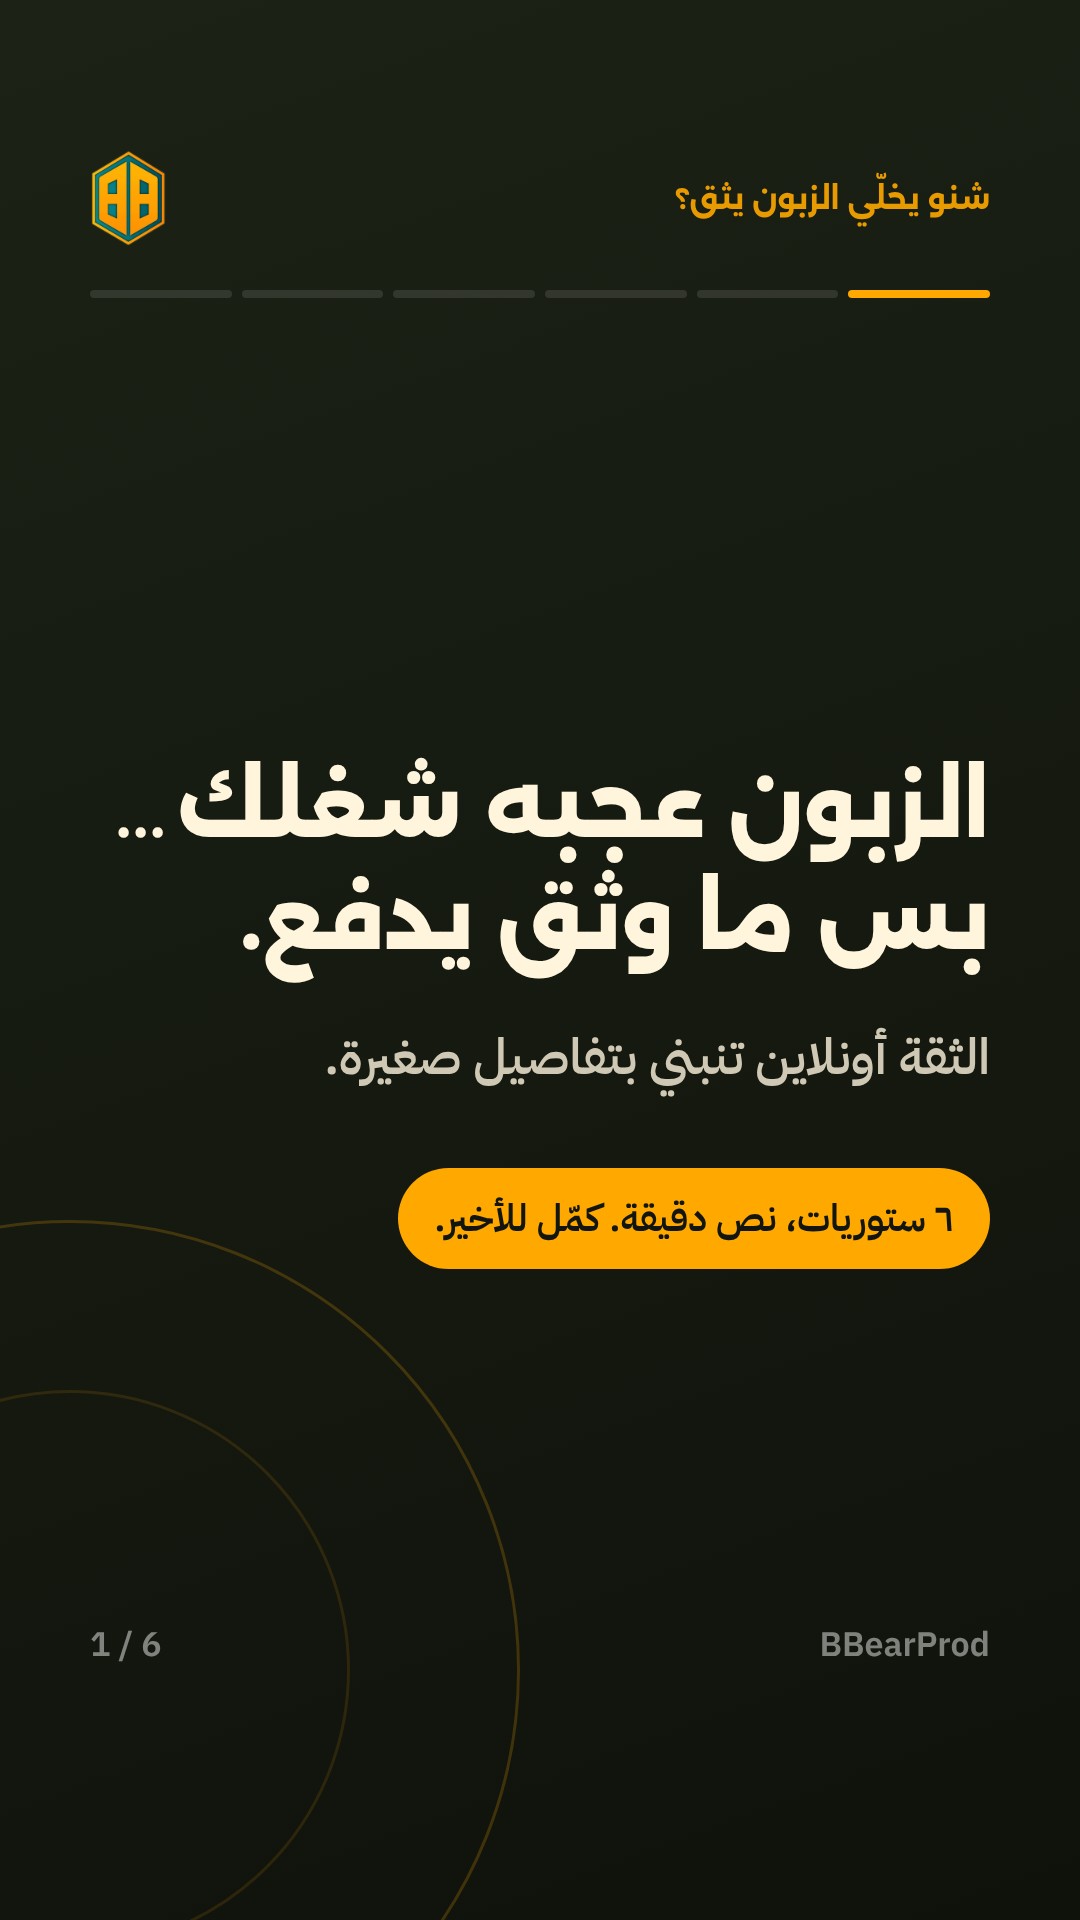 شنو يخلّي الزبون يثق؟
الزبون عجبه شغلك...
بس ما وثق يدفع.
الثقة أونلاين تنبني بتفاصيل صغيرة.
٦ ستوريات، نص دقيقة. كمّل للأخير.
BBearProd
1 / 6